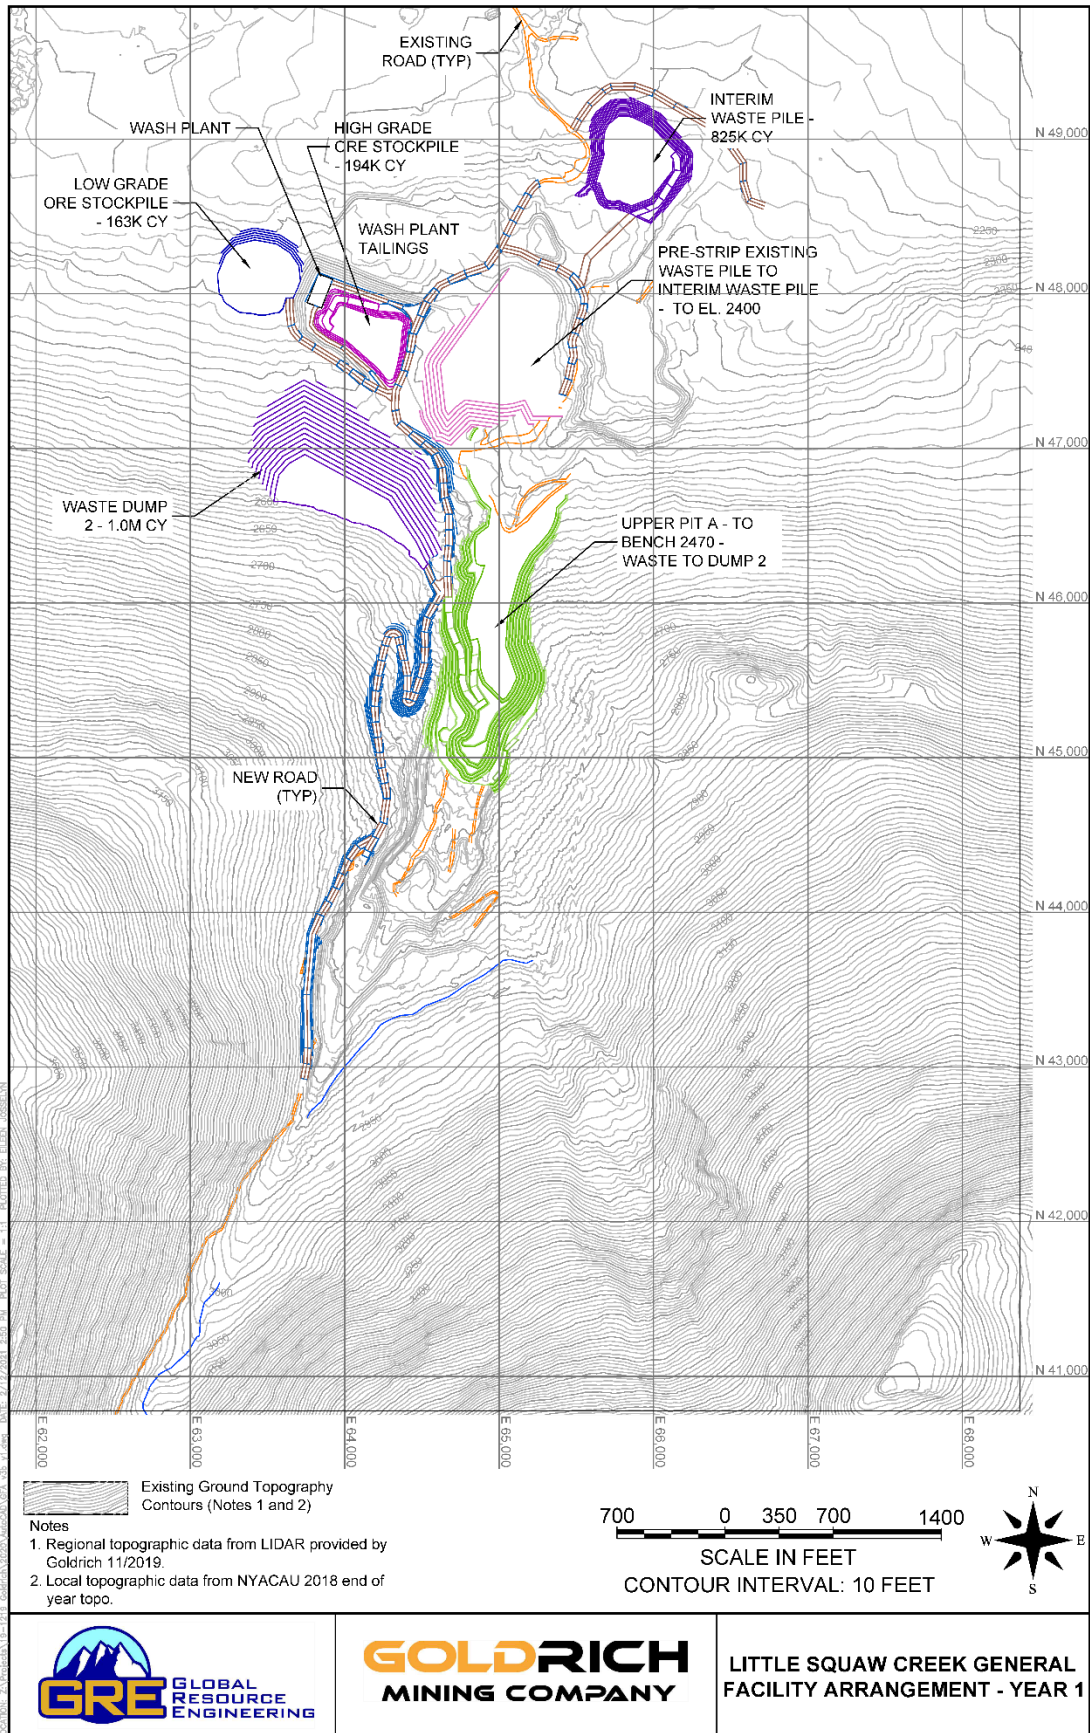 EXISTING
ROAD (TYP)
INTERIM
WASTE PILE -
825K CY
WASH PLANT
HIGH GRADE
ORE STOCKPILE
- 194K CY
LOW GRADE
ORE STOCKPILE
- 163K CY
WASH PLANT
TAILINGS
PRE-STRIP EXISTING
WASTE PILE TO
INTERIM WASTE PILE
- TO EL. 2400
WASTE DUMP
2 - 1.0M CY
UPPER PIT A - TO
BENCH 2470 -
WASTE TO DUMP 2
NEW ROAD
(TYP)
N 49,000
N 48,000
N 47,000
N 46,000
N 45,000
N 44,000
N 43,000
N 42,000
N 41,000
E 62,000
E 63,000
E 64,000
E 65,000
E 66,000
E 67,000
E 68,000
Existing Ground Topography
Contours (Notes 1 and 2)
Notes
1. Regional topographic data from LIDAR provided by
Goldrich 11/2019.
2. Local topographic data from NYACAU 2018 end of
year topo.
700 0 350 700 1400
SCALE IN FEET
CONTOUR INTERVAL: 10 FEET
N
W E
S
GRE GLOBAL
RESOURCE
ENGINEERING
GOLDRICH
MINING COMPANY
LITTLE SQUAW CREEK GENERAL
FACILITY ARRANGEMENT - YEAR 1